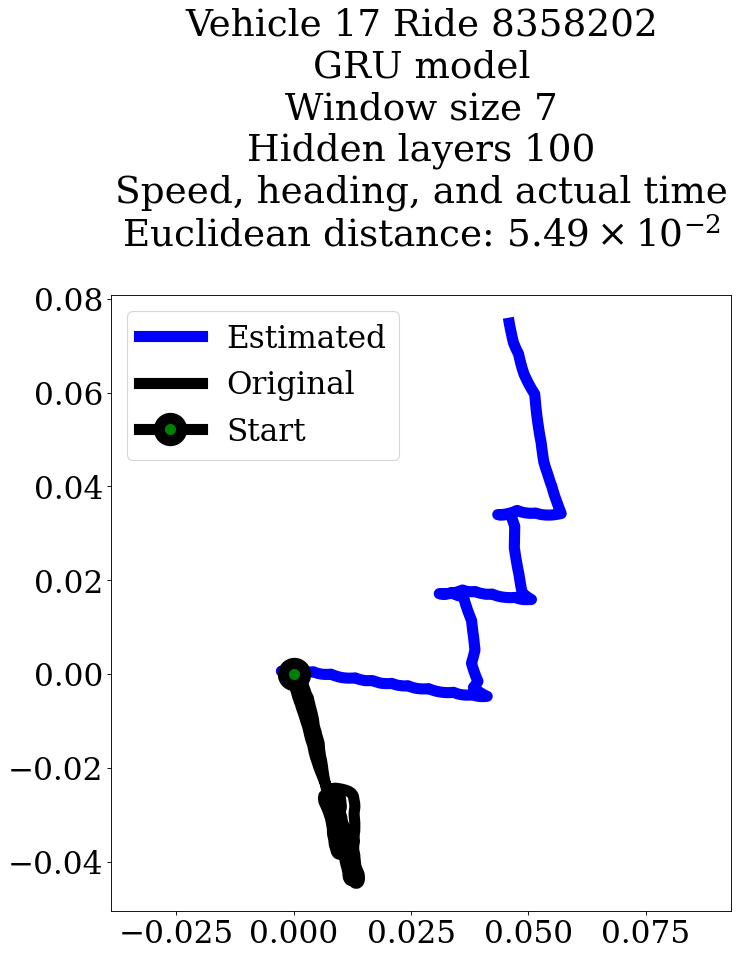 Vehicle 17 Ride 8358202
GRU model
Window size 7
Hidden layers 100
Speed, heading, and actual time
Euclidean distance: 5.49 × 10⁻²
0.08
Estimated
Original
Start
0.06
0.04
0.02
0.00
−0.02
−0.04
−0.025 0.000 0.025 0.050 0.075